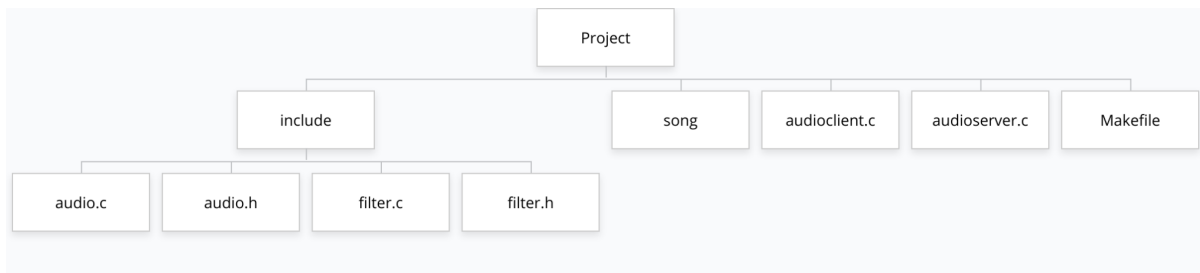 Project
include
song
audioclient.c
audioserver.c
Makefile
audio.c
audio.h
filter.c
filter.h